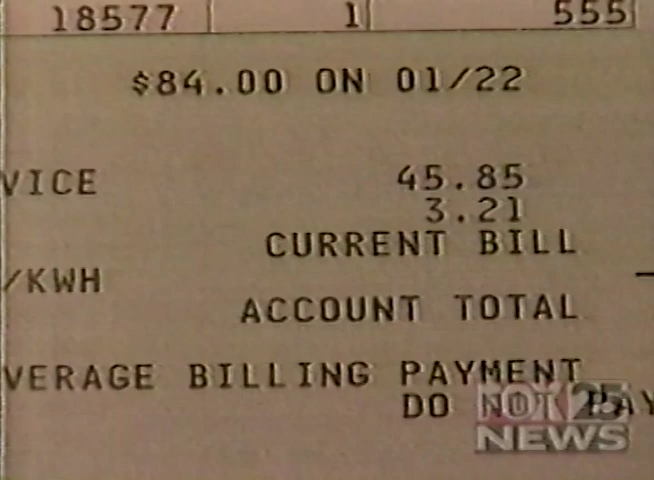 18577 1 555
$84.00 ON 01/22
VICE 45.85
3.21
CURRENT BILL
/KWH
ACCOUNT TOTAL
VERAGE BILLING PAYMENT
DO NOT PAY
FOX 25
NEWS